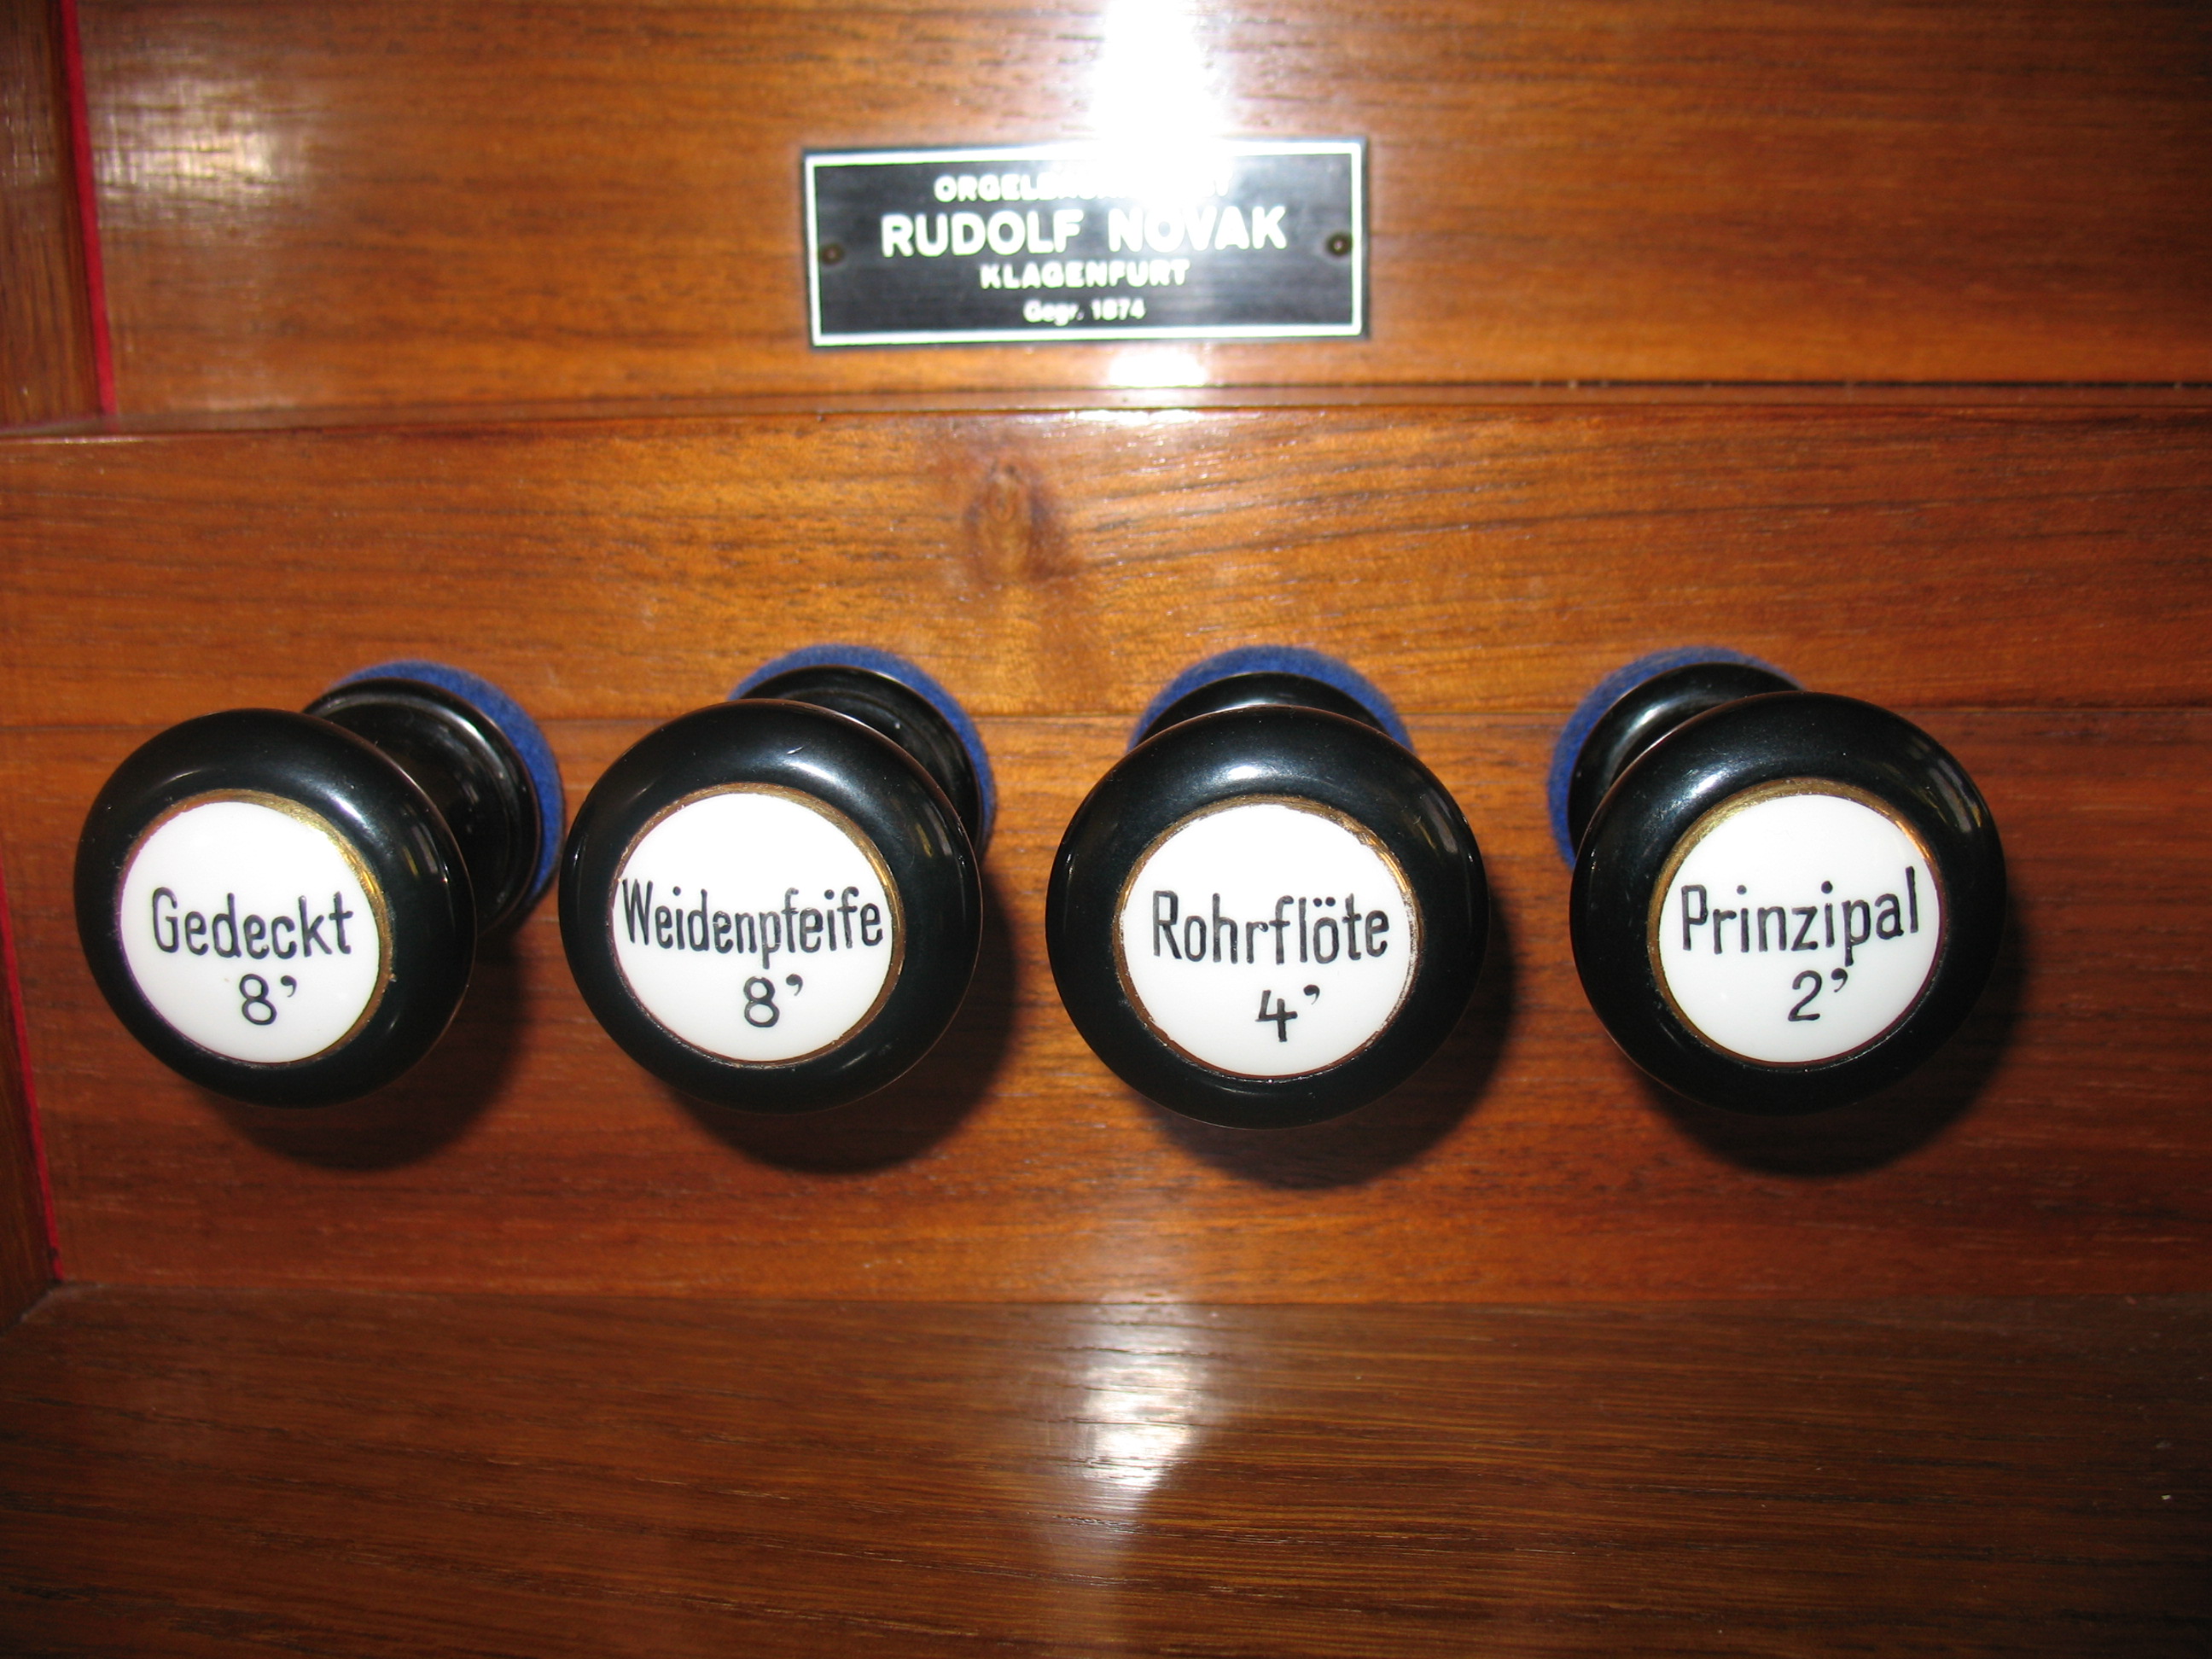 RUDOLF NOVAK
KLAGENFURT
Gegr. 1874
Gedeckt
8’
Weidenpfeife
8’
Rohrflöte
4’
Prinzipal
2’